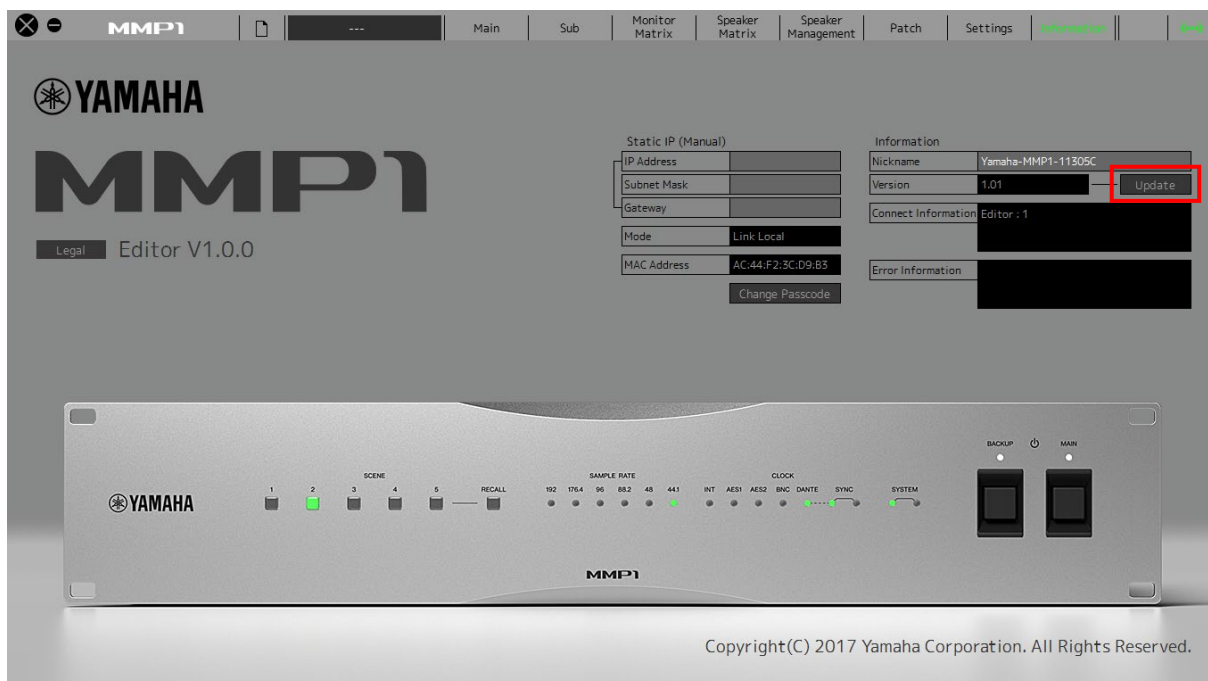 MMP1
---
Main
Sub
Monitor
Matrix
Speaker
Matrix
Speaker
Management
Patch
Settings
Information
YAMAHA
MMP1
Legal
Editor V1.0.0
Static IP (Manual)
IP Address
Subnet Mask
Gateway
Mode Link Local
MAC Address AC:44:F2:3C:D9:B3
Change Passcode
Information
Nickname Yamaha-MMP1-11305C
Version 1.01 Update
Connect Information Editor : 1
Error Information
BACKUP MAIN
SCENE SAMPLE RATE CLOCK
1 2 3 4 5 RECALL 192 176.4 96 88.2 48 44.1 INT AES1 AES2 BNC DANTE SYNC SYSTEM
YAMAHA
MMP1
Copyright(C) 2017 Yamaha Corporation. All Rights Reserved.